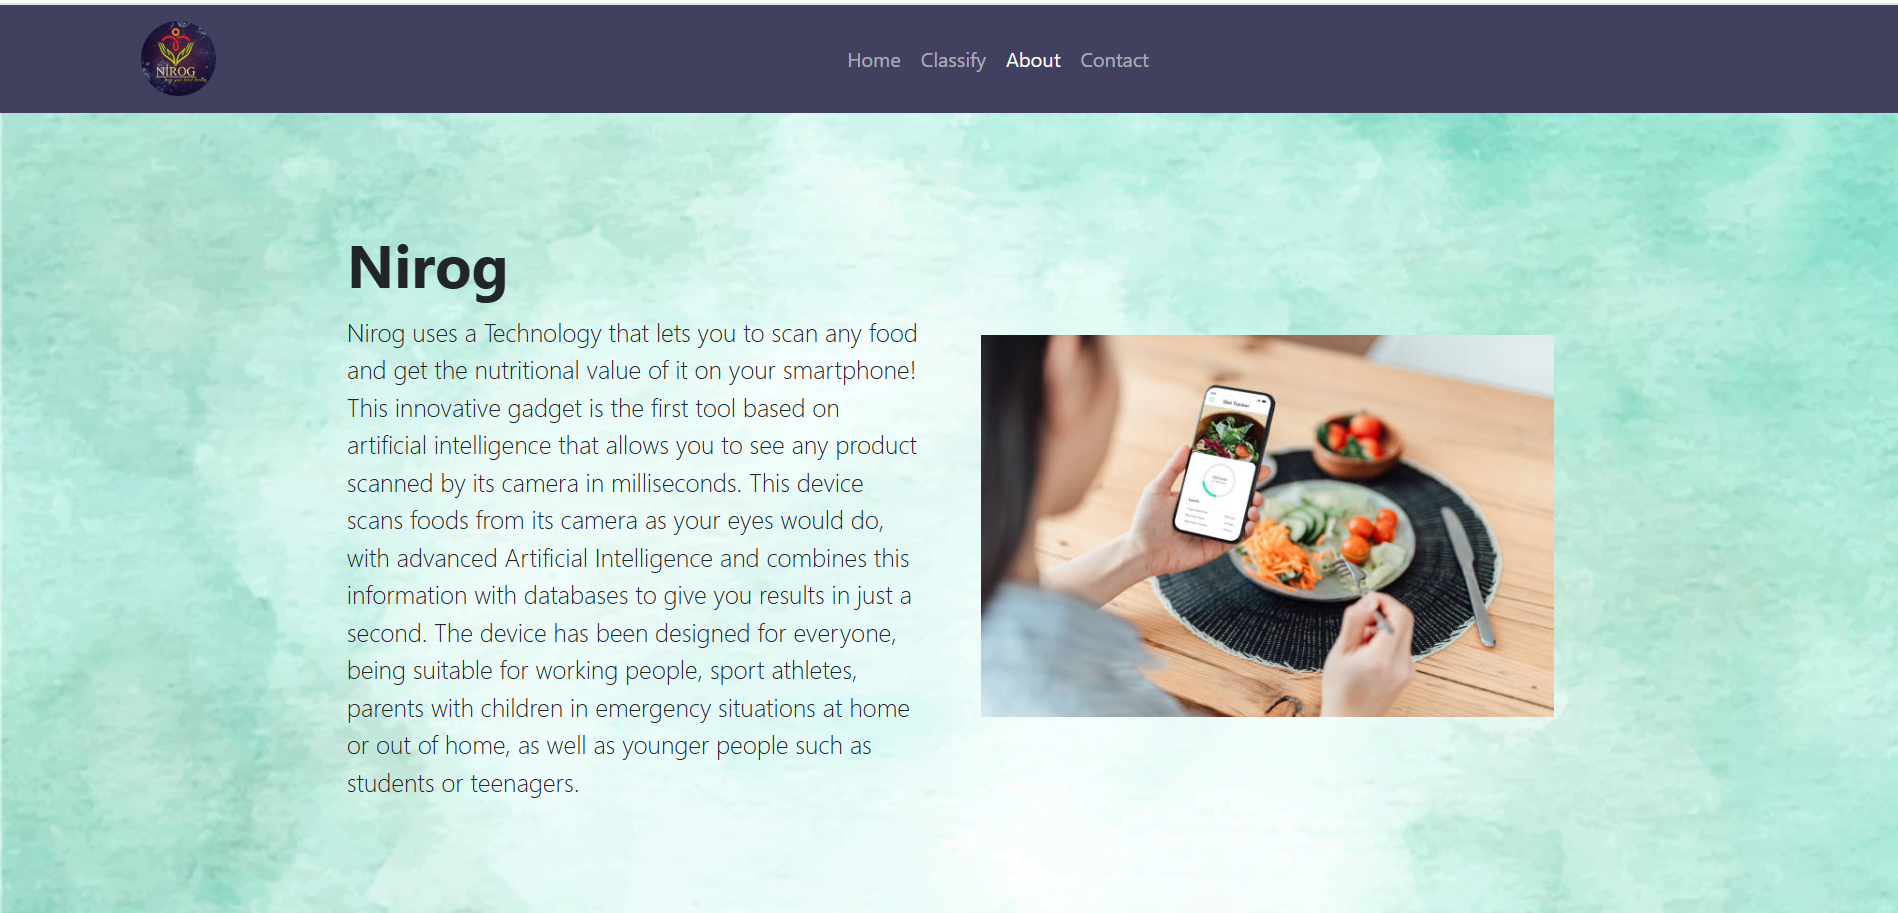 NIROG
Home Classify About Contact
Nirog
Nirog uses a Technology that lets you to scan any food
and get the nutritional value of it on your smartphone!
This innovative gadget is the first tool based on
artificial intelligence that allows you to see any product
scanned by its camera in milliseconds. This device
scans foods from its camera as your eyes would do,
with advanced Artificial Intelligence and combines this
information with databases to give you results in just a
second. The device has been designed for everyone,
being suitable for working people, sport athletes,
parents with children in emergency situations at home
or out of home, as well as younger people such as
students or teenagers.
Diet Tracker